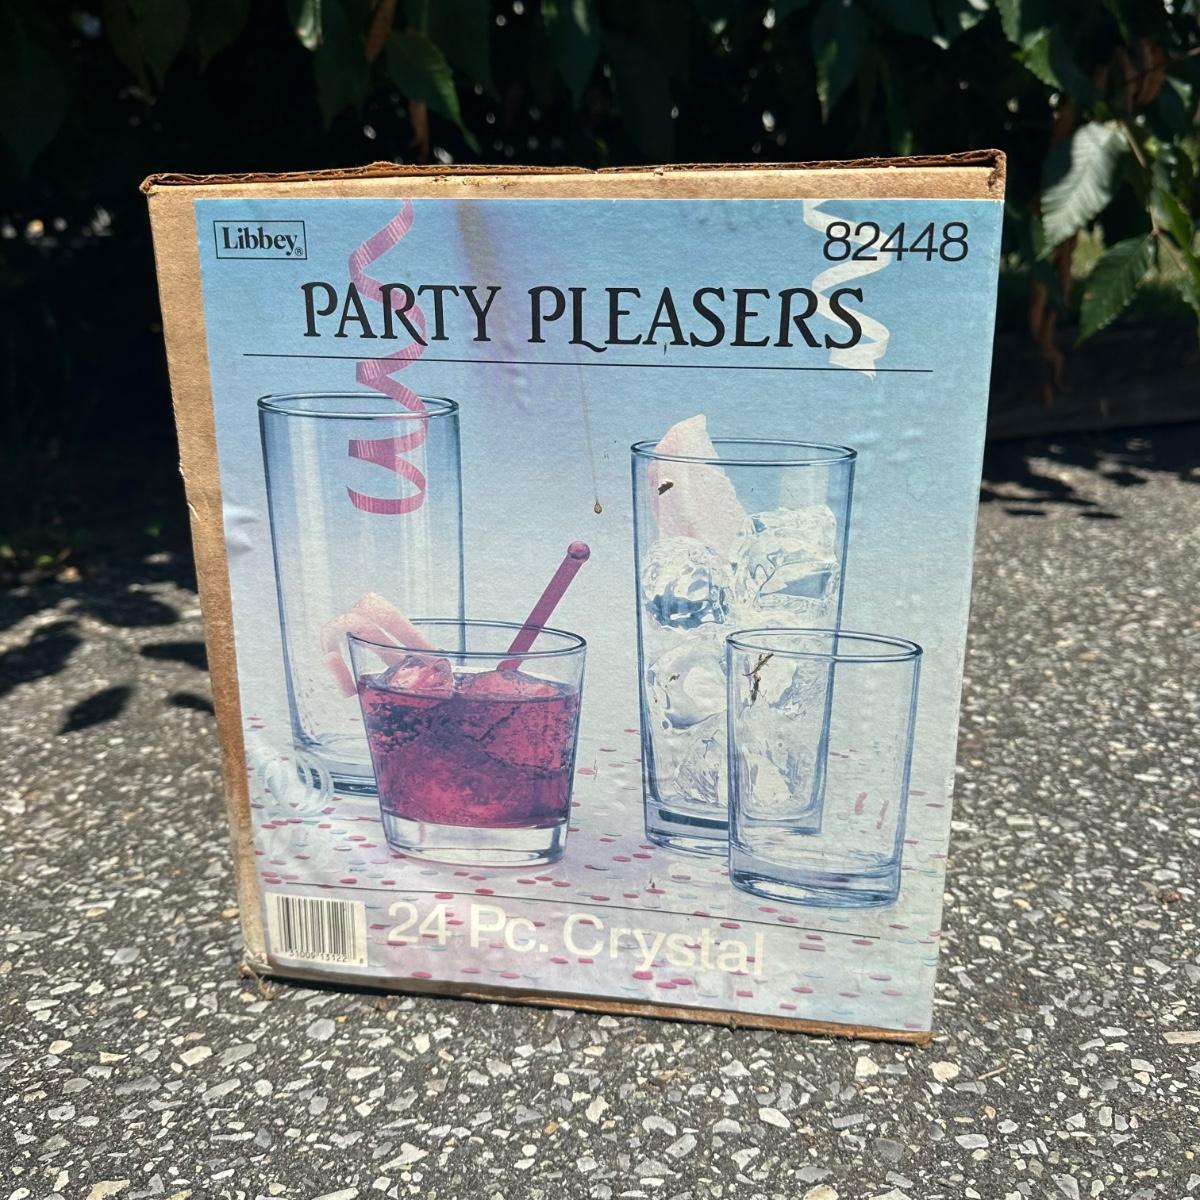 Libbey®
82448
PARTY PLEASERS
24 Pc. Crystal